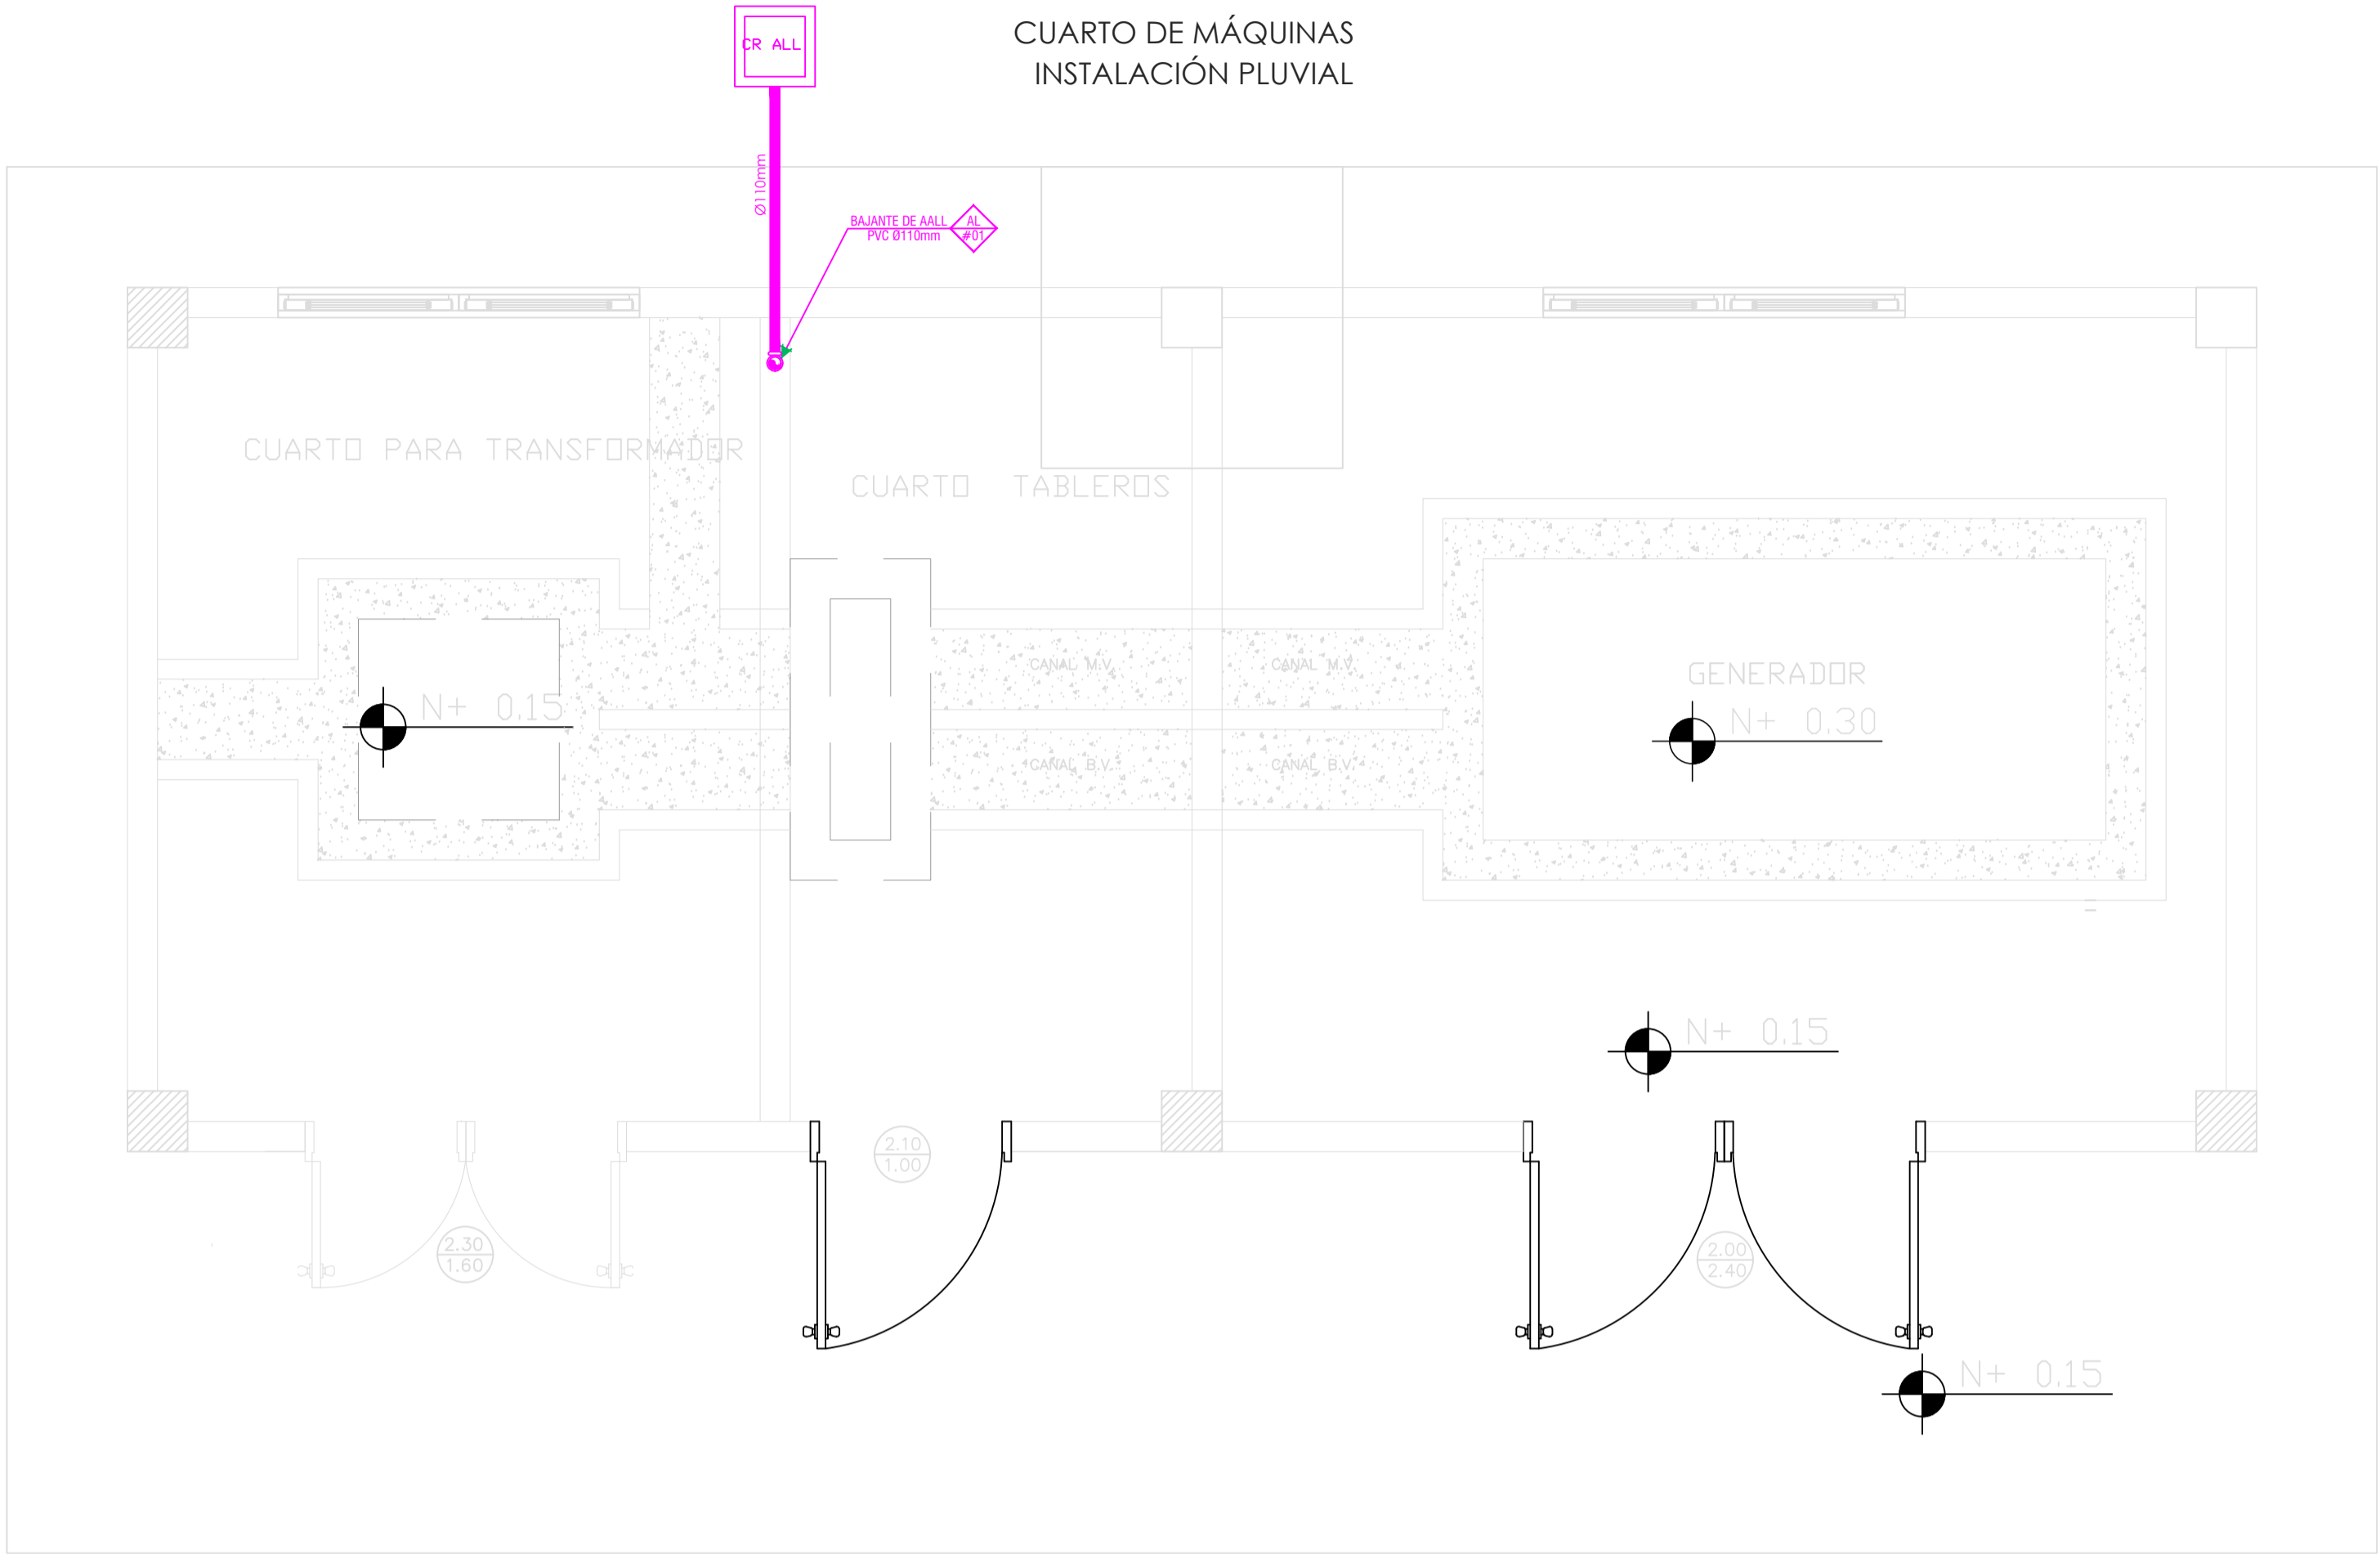 CUARTO DE MÁQUINAS
INSTALACIÓN PLUVIAL
CR ALL
Ø110mm
BAJANTE DE AALL
PVC Ø110mm
AL
#01
CUARTO PARA TRANSFORMADOR
CUARTO TABLEROS
CANAL M.V.
CANAL M.V.
GENERADOR
N+ 0.15
N+ 0.30
CANAL B.V.
CANAL B.V.
N+ 0.15
2.10
1.00
2.30
1.60
2.00
2.40
N+ 0.15